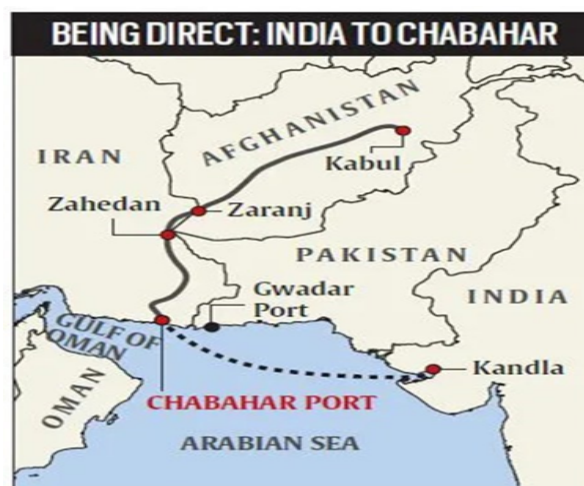 BEING DIRECT: INDIA TO CHABAHAR
AFGHANISTAN
IRAN
Kabul
Zahedan
Zaranj
PAKISTAN
Gwadar
Port
INDIA
GULF OF
OMAN
Kandla
OMAN
CHABAHAR PORT
ARABIAN SEA